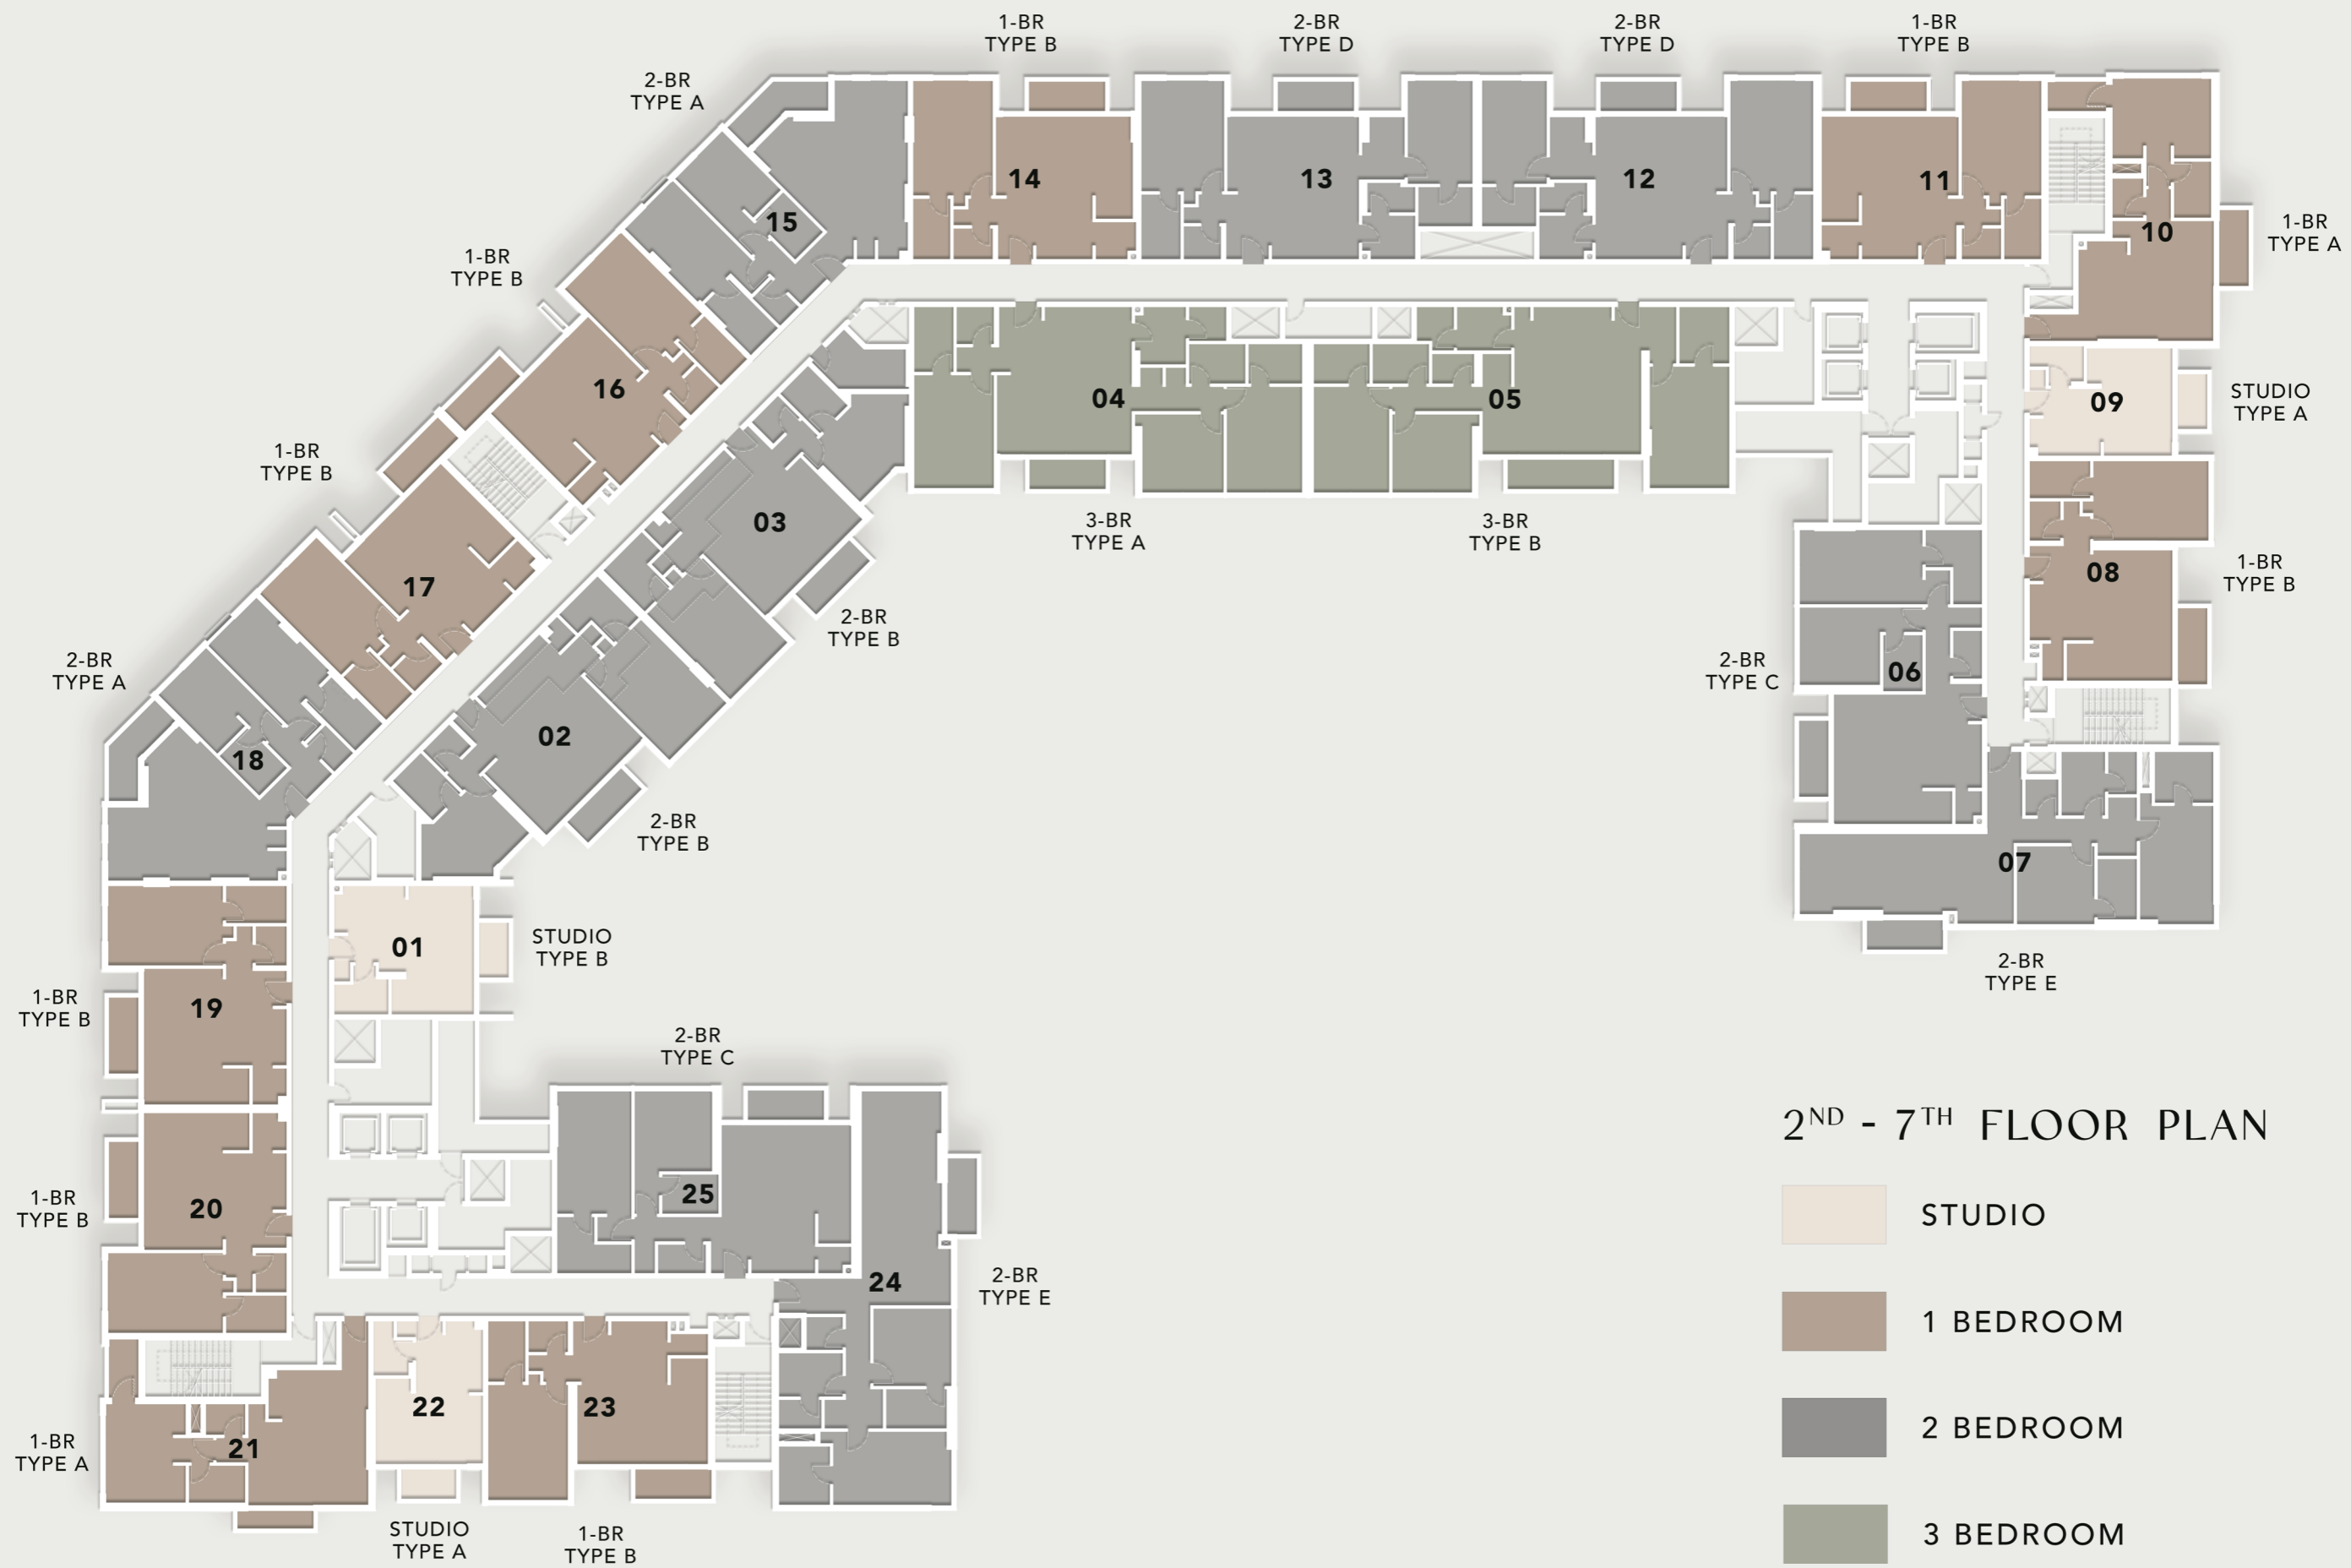 1-BR
TYPE B
2-BR
TYPE D
2-BR
TYPE D
1-BR
TYPE B
2-BR
TYPE A
14
13
12
11
10
1-BR
TYPE A
15
1-BR
TYPE B
16
04
05
09
STUDIO
TYPE A
1-BR
TYPE B
17
03
3-BR
TYPE A
3-BR
TYPE B
08
1-BR
TYPE B
2-BR
TYPE B
2-BR
TYPE A
18
02
2-BR
TYPE C
06
2-BR
TYPE B
07
01
STUDIO
TYPE B
2-BR
TYPE E
1-BR
TYPE B
19
2-BR
TYPE C
1-BR
TYPE B
20
25
24
2-BR
TYPE E
1-BR
TYPE A
21
22
23
STUDIO
TYPE A
1-BR
TYPE B
2ND - 7TH FLOOR PLAN
STUDIO
1 BEDROOM
2 BEDROOM
3 BEDROOM